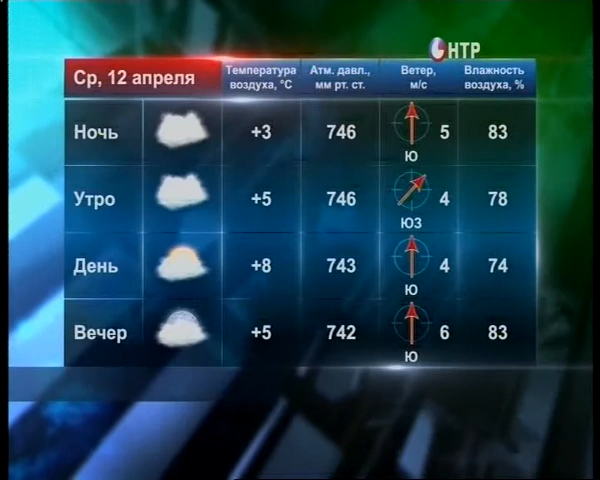 НТР
Ср, 12 апреля
Температура воздуха, °С
Атм. давл., мм рт. ст.
Ветер, м/с
Влажность воздуха, %
Ночь +3 746 Ю 5 83
Утро +5 746 ЮЗ 4 78
День +8 743 Ю 4 74
Вечер +5 742 Ю 6 83